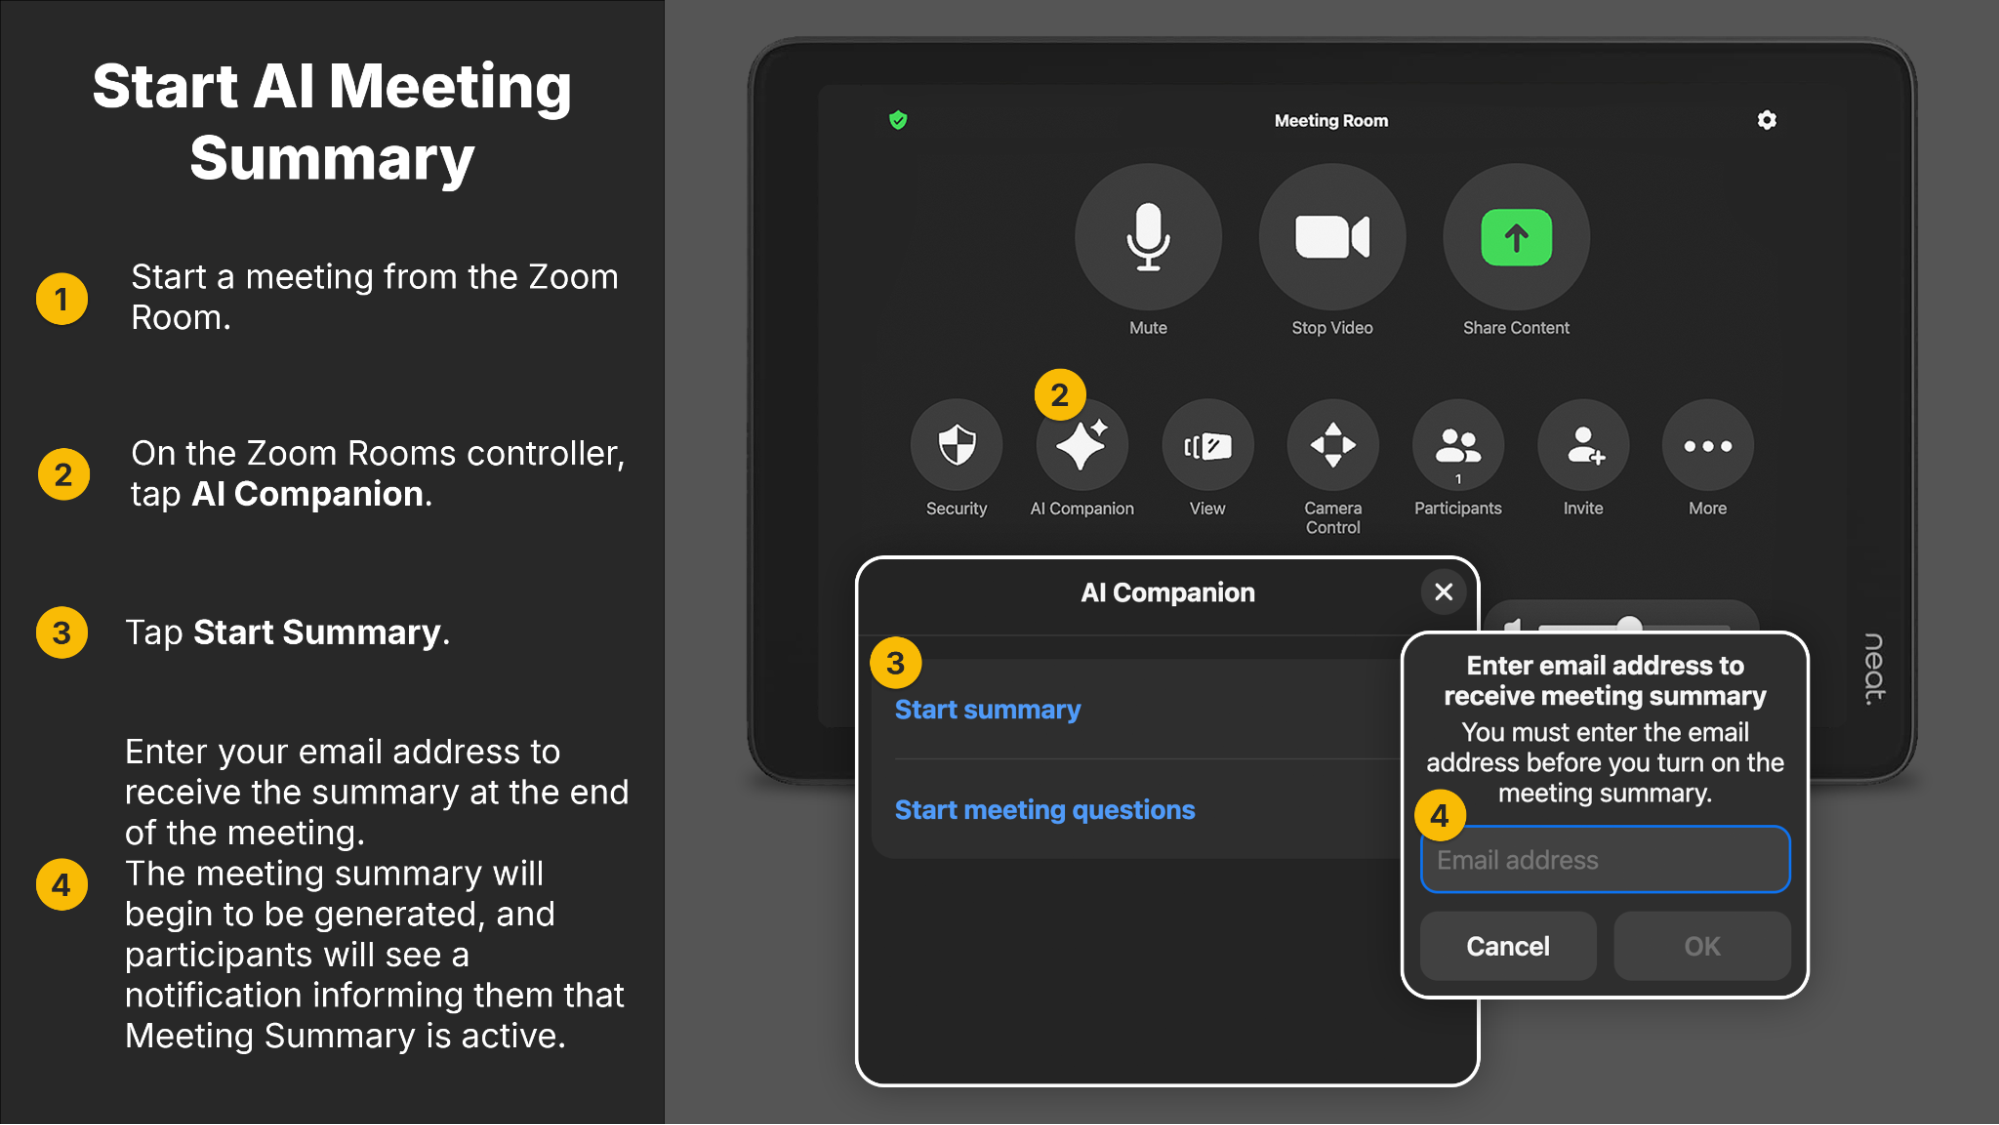 Start AI Meeting
Summary
1
Start a meeting from the Zoom
Room.
2
On the Zoom Rooms controller,
tap AI Companion.
3
Tap Start Summary.
4
Enter your email address to
receive the summary at the end
of the meeting.
The meeting summary will
begin to be generated, and
participants will see a
notification informing them that
Meeting Summary is active.
Meeting Room
Mute
Stop Video
Share Content
2
1
Security
AI Companion
View
Camera
Control
Participants
Invite
More
neat.
AI Companion
3
Start summary
Start meeting questions
Enter email address to
receive meeting summary
You must enter the email
address before you turn on the
meeting summary.
4
Email address
Cancel
OK